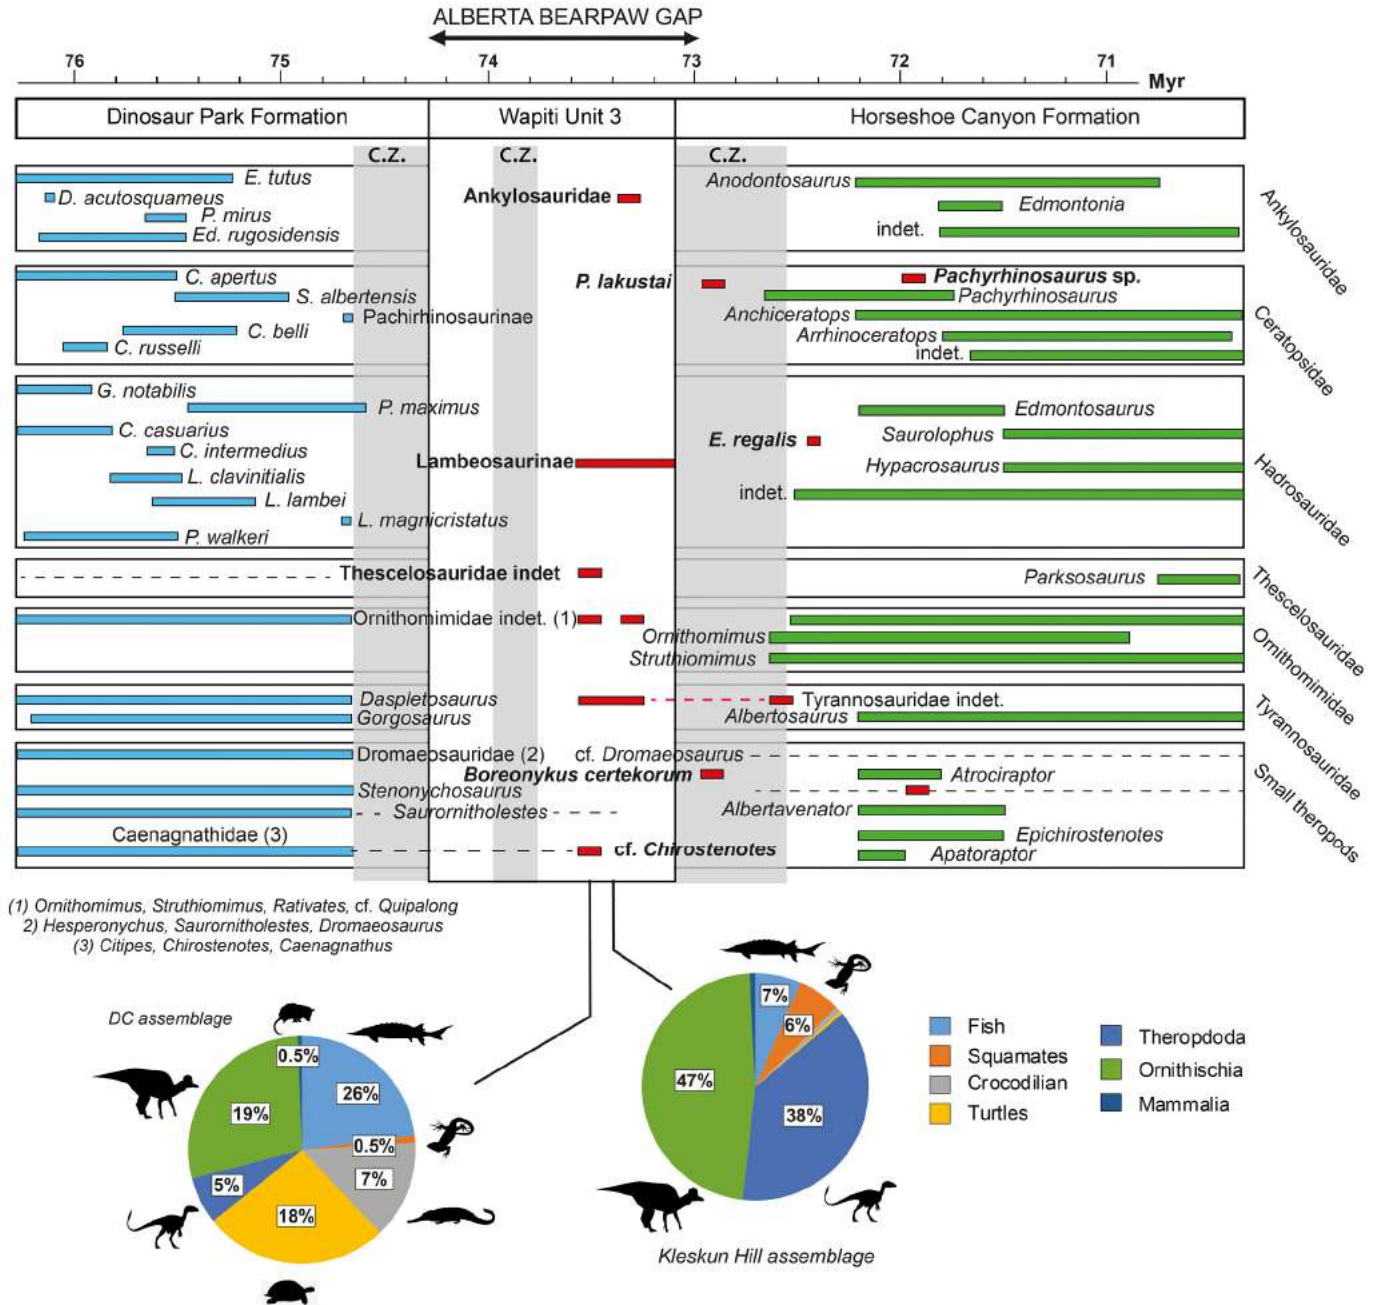 ALBERTA BEARPAW GAP
76 75 74 73 72 71
Myr
Dinosaur Park Formation Wapiti Unit 3 Horseshoe Canyon Formation
C.Z. C.Z. C.Z.
E. tutus
D. acutosquameus
P. mirus
Ed. rugosidensis
Ankylosauridae
Anodontosaurus
Edmontonia
indet.
Ankylosauridae
C. apertus
S. albertensis
Pachirhinosaurinae
C. belli
C. russelli
P. lakustai
Pachyrhinosaurus sp.
Pachyrhinosaurus
Anchiceratops
Arrhinoceratops
indet.
Ceratopsidae
G. notabilis
P. maximus
C. casuarius
C. intermedius
L. clavinitialis
L. lambei
L. magnicristatus
P. walkeri
Lambeosaurinae
E. regalis
Edmontosaurus
Saurolophus
Hypacrosaurus
indet.
Hadrosauridae
Thescelosauridae indet
Parksosaurus
Thescelosauridae
Ornithomimidae indet. (1)
Ornithomimus
Struthiomimus
Ornithomimidae
Daspletosaurus
Gorgosaurus
Tyrannosauridae indet.
Albertosaurus
Tyrannosauridae
Dromaeosauridae (2) cf. Dromaeosaurus
Boreonykus certekorum
Atrociraptor
Stenonychosaurus
Saurornitholestes
Albertavenator
Caenagnathidae (3)
Epichirostenotes
cf. Chirostenotes
Apatoraptor
Small theropods
(1) Ornithomimus, Struthiomimus, Rativates, cf. Quipalong
2) Hesperonychus, Saurornitholestes, Dromaeosaurus
(3) Citipes, Chirostenotes, Caenagnathus
DC assemblage
0.5%
26%
0.5%
7%
18%
5%
19%
7%
6%
38%
47%
Kleskun Hill assemblage
Fish
Squamates
Crocodilian
Turtles
Theropdoda
Ornithischia
Mammalia